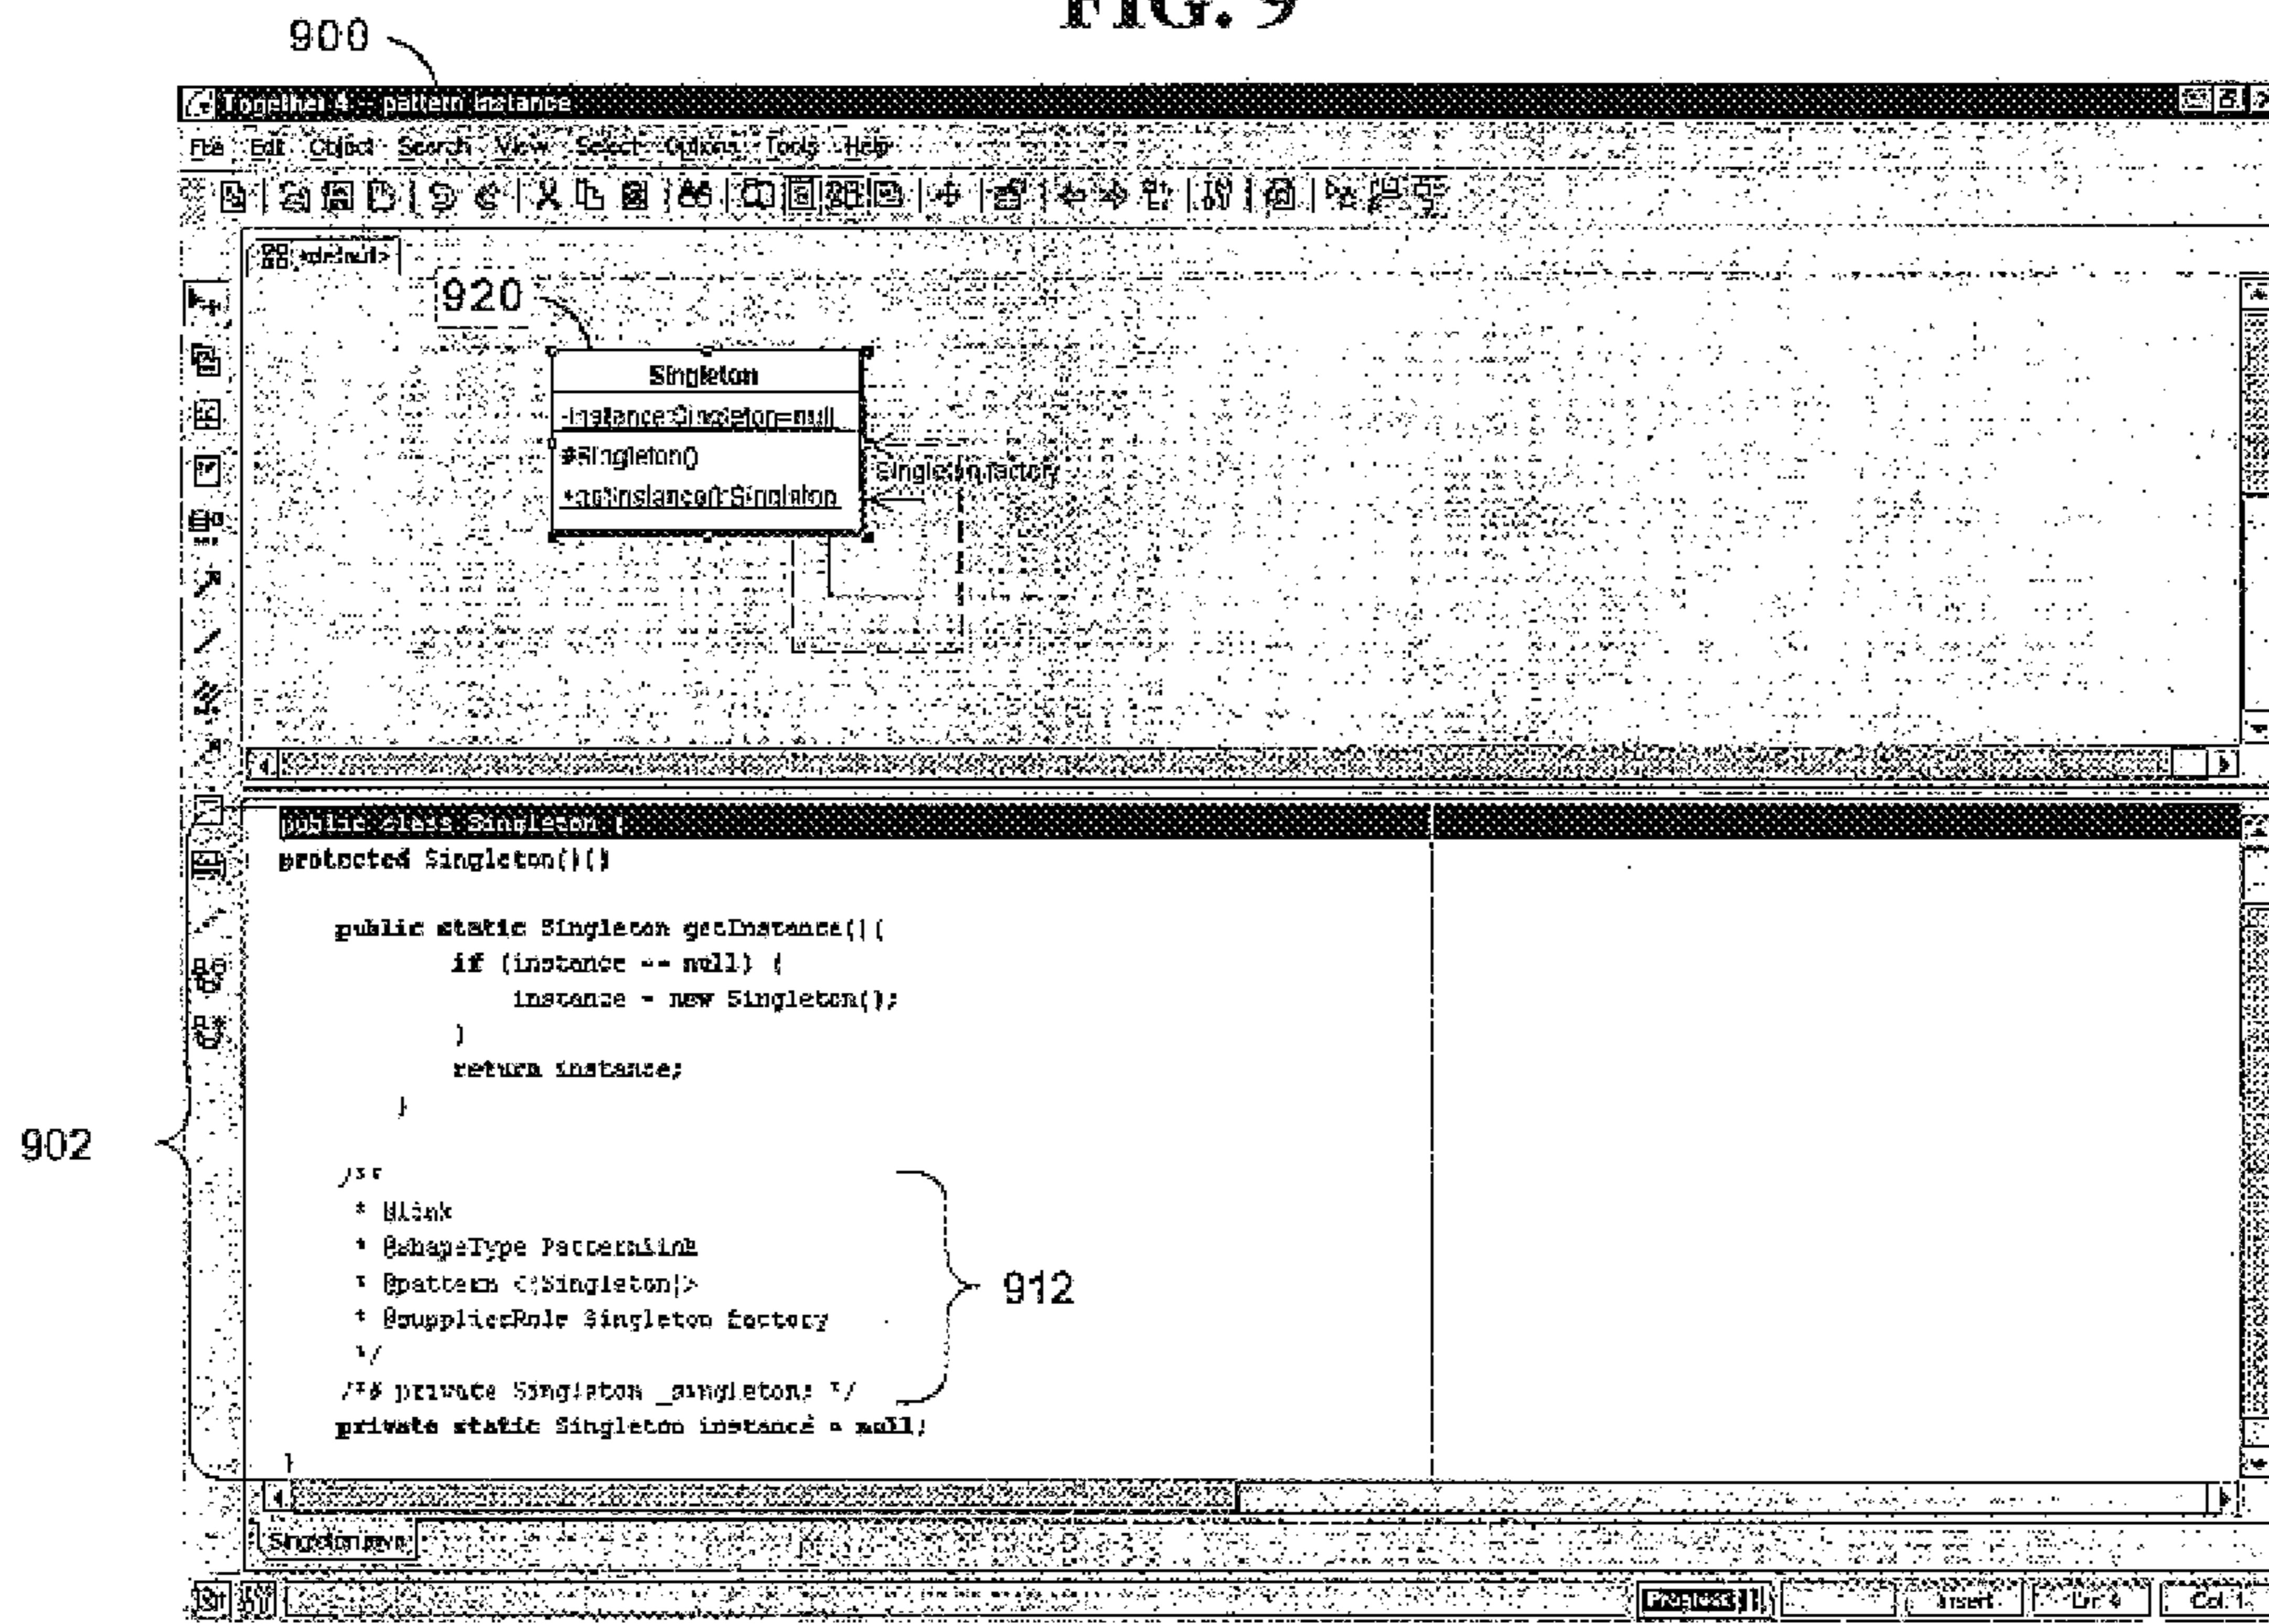 FIG. 9
900
Together 4 -- pattern instance
File Edit Object Search View Select Options Tools Help
<default>
920
Singleton
-instance:Singleton=null
#Singleton()
+getInstance():Singleton
Singleton factory
public class Singleton {
protected Singleton(){}
public static Singleton getInstance(){
if (instance == null) {
instance = new Singleton();
}
return instance;
}
902
/**
* @link
* @shapeType PatternLink
* @pattern <{Singleton}>
* @supplierRole Singleton factory
*/
912
/*# private Singleton _singleton; */
private static Singleton instance = null;
}
Singleton.java
Insert
Col 1